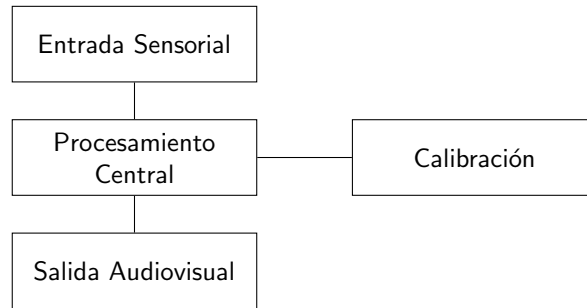 Entrada Sensorial
Procesamiento
Central
Calibración
Salida Audiovisual